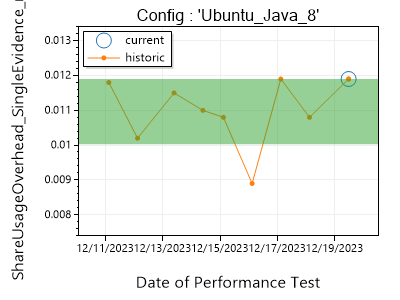 Config : 'Ubuntu_Java_8'
ShareUsageOverhead_SingleEvidence_
current
historic
0.013
0.012
0.011
0.01
0.009
0.008
12/11/2023
12/13/2023
12/15/2023
12/17/2023
12/19/2023
Date of Performance Test